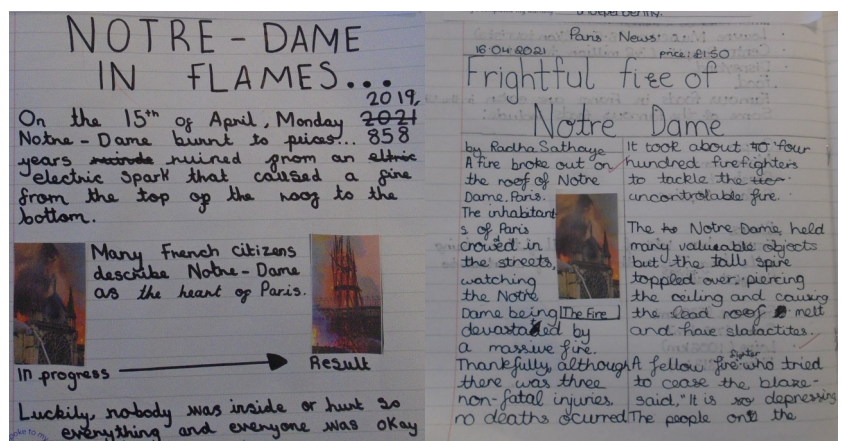 NOTRE-DAME
IN FLAMES...
2019,
On the 15th of April, Monday 2021
Notre-Dame burnt to pices... 858
years ruined from an eltric
electric spark that caused a fire
from the top of the roof to the
bottom.
Many French citizens
describe Notre-Dame
as the heart of Paris.
In progress
Result
Luckily, nobody was inside or hurt so
everything and everyone was okay
Paris News
16.04.2021 price: £1.50
Frightful fire of
Notre Dame
by Radha Sathaye
A fire broke out on
the roof of Notre
Dame, Paris.
The inhabitant
s of Paris
crowed in
the streets,
watching
the Notre
Dame being
devastated by
a massive fire.
Thankfully, although
there was three
non-fatal injuries
no deaths ocurred
The Fire
It took about to four
hundred firefighters
to tackle the
uncontrolable fire.
The Notre Dame, held
many valueable objects
but the tall spire
toppled over, piercing
the ceiling and causing
the lead roof melt
and have stalactites.
A fellow fire fighter who tried
to cease the blaze-
said, "It is so depressing
The people on the